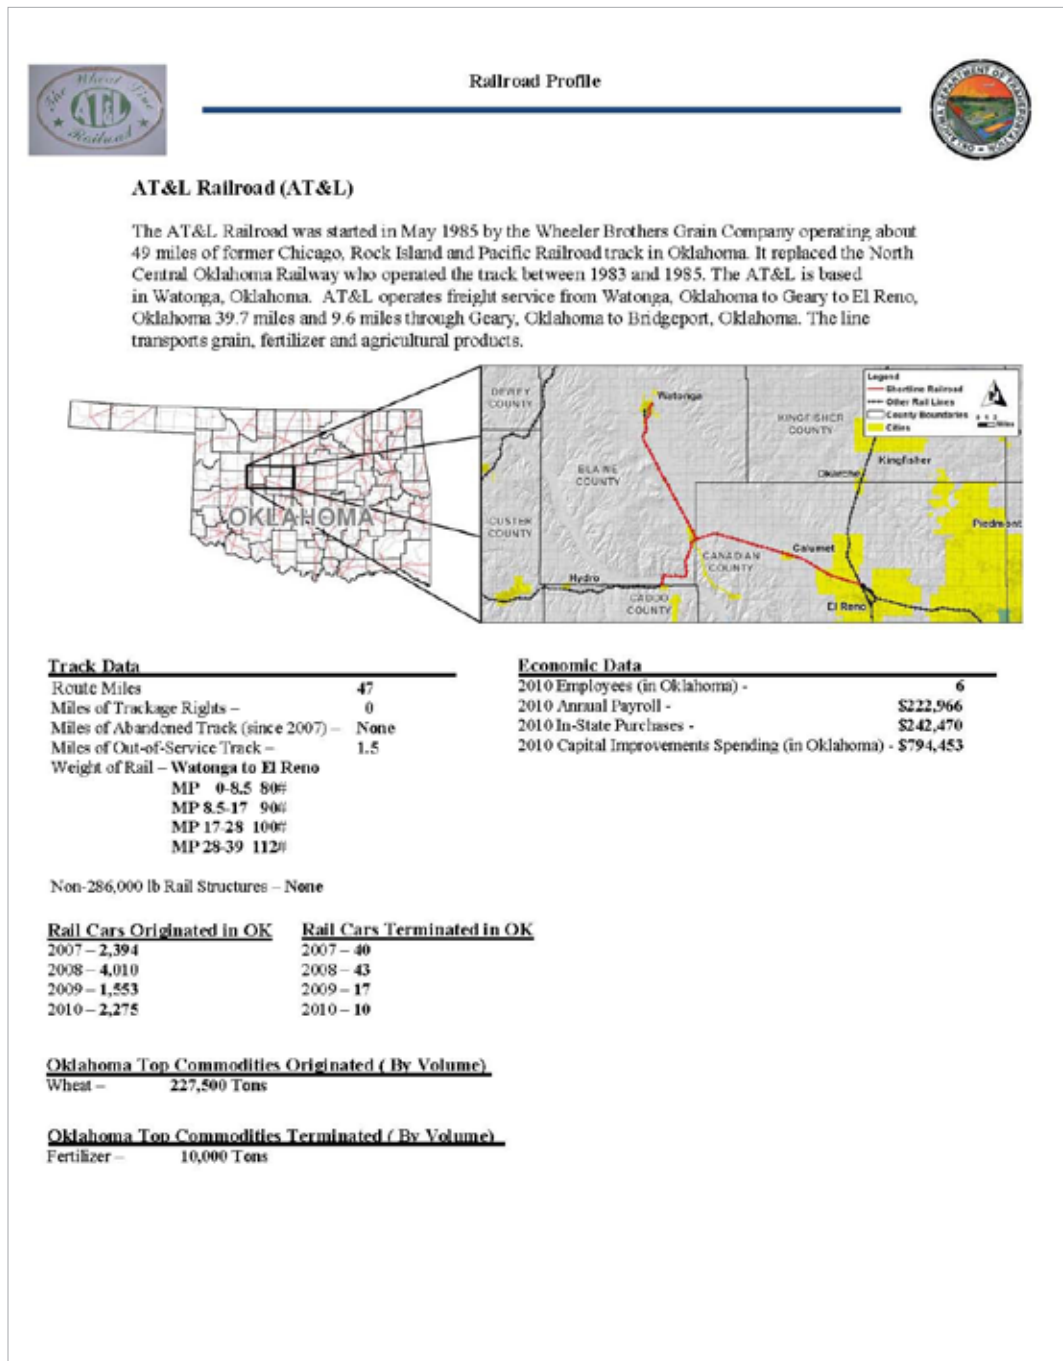 The Wheat Line
AT&L
Railroad
Railroad Profile
OKLAHOMA DEPARTMENT OF TRANSPORTATION
AT&L Railroad (AT&L)
The AT&L Railroad was started in May 1985 by the Wheeler Brothers Grain Company operating about
49 miles of former Chicago, Rock Island and Pacific Railroad track in Oklahoma. It replaced the North
Central Oklahoma Railway who operated the track between 1983 and 1985. The AT&L is based
in Watonga, Oklahoma. AT&L operates freight service from Watonga, Oklahoma to Geary to El Reno,
Oklahoma 39.7 miles and 9.6 miles through Geary, Oklahoma to Bridgeport, Oklahoma. The line
transports grain, fertilizer and agricultural products.
OKLAHOMA
DEWEY
COUNTY
Watonga
KINGFISHER
COUNTY
Legend
Shortline Railroad
Other Rail Lines
County Boundaries
Cities
Miles
Kingfisher
Okarche
BLAINE
COUNTY
CUSTER
COUNTY
Piedmont
Calumet
CANADIAN
COUNTY
Hydro
CADDO
COUNTY
El Reno
Track Data
Route Miles 47
Miles of Trackage Rights – 0
Miles of Abandoned Track (since 2007) – None
Miles of Out-of-Service Track – 1.5
Weight of Rail – Watonga to El Reno
MP 0-8.5 80#
MP 8.5-17 90#
MP 17-28 100#
MP 28-39 112#
Non-286,000 lb Rail Structures – None
Economic Data
2010 Employees (in Oklahoma) - 6
2010 Annual Payroll - $222,966
2010 In-State Purchases - $242,470
2010 Capital Improvements Spending (in Oklahoma) - $794,453
Rail Cars Originated in OK
2007 – 2,394
2008 – 4,010
2009 – 1,553
2010 – 2,275
Rail Cars Terminated in OK
2007 – 40
2008 – 43
2009 – 17
2010 – 10
Oklahoma Top Commodities Originated ( By Volume)
Wheat – 227,500 Tons
Oklahoma Top Commodities Terminated ( By Volume)
Fertilizer – 10,000 Tons